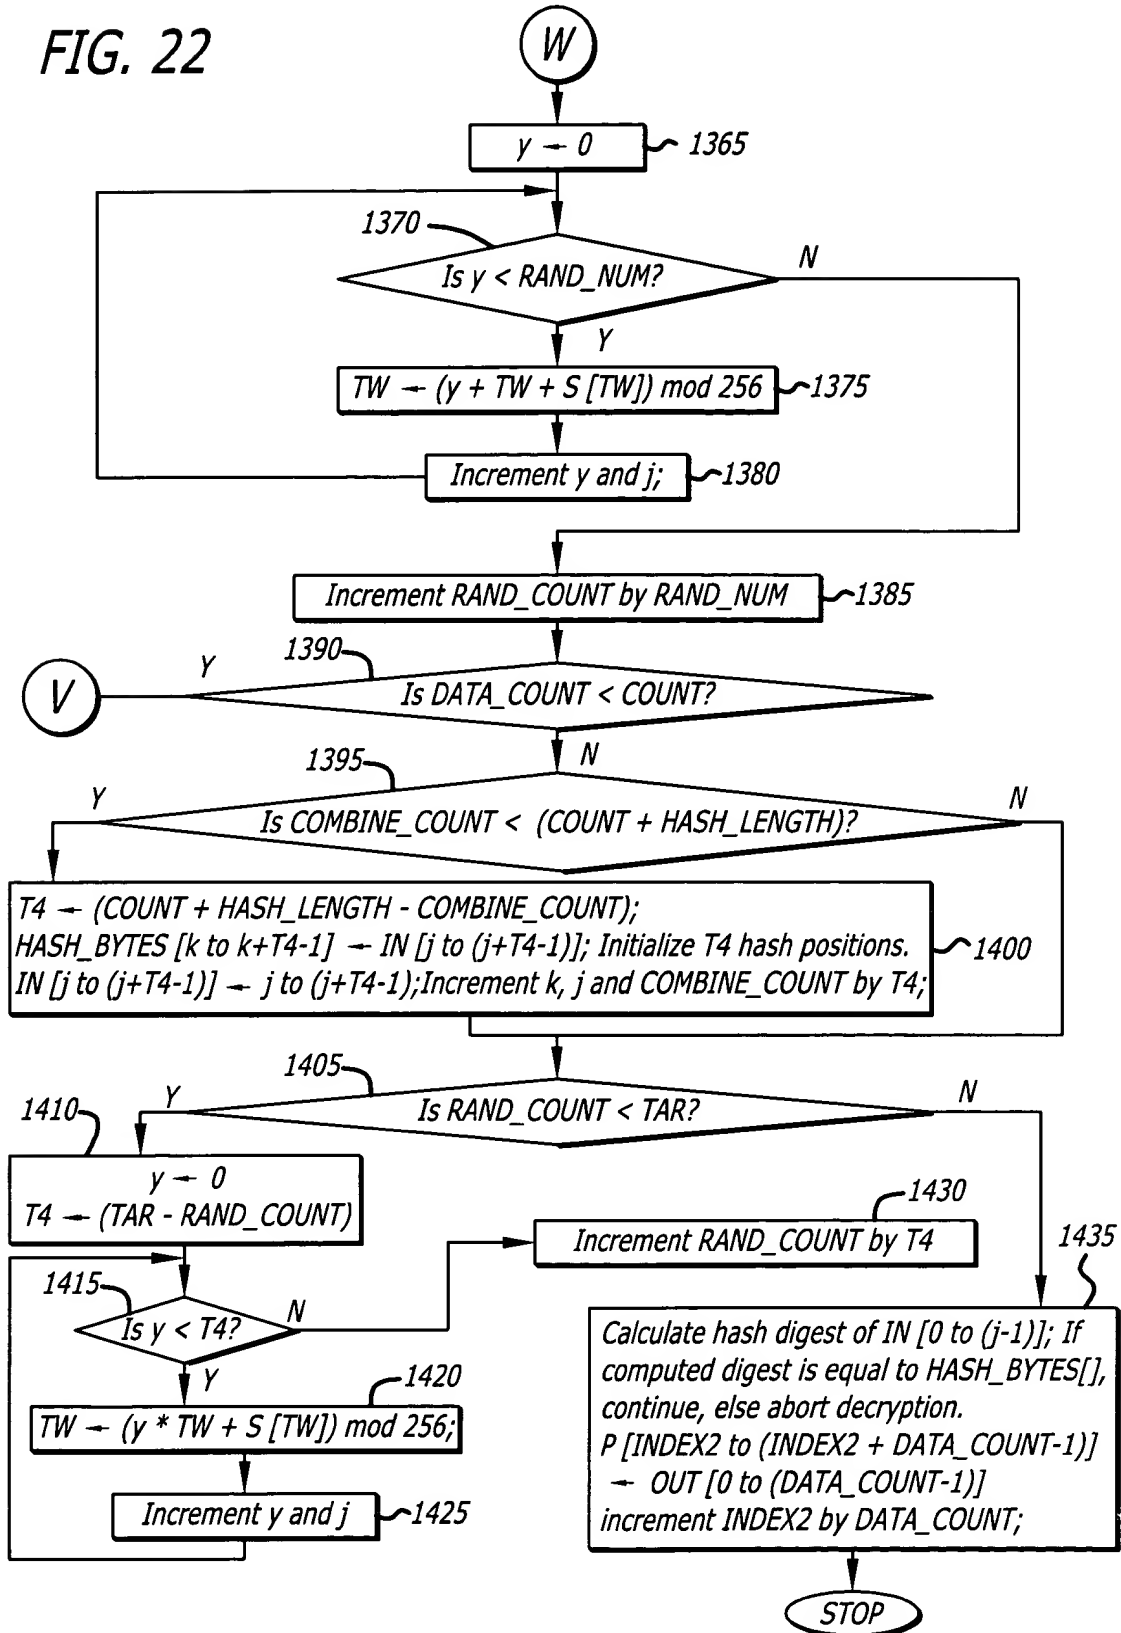 FIG. 22
W
y ← 0
1365
1370
Is y < RAND_NUM?
N
Y
TW ← (y + TW + S [TW]) mod 256
1375
Increment y and j;
1380
Increment RAND_COUNT by RAND_NUM
1385
1390
Y
V
Is DATA_COUNT < COUNT?
N
1395
Y
Is COMBINE_COUNT < (COUNT + HASH_LENGTH)?
N
T4 ← (COUNT + HASH_LENGTH - COMBINE_COUNT);
HASH_BYTES [k to k+T4-1] ← IN [j to (j+T4-1)]; Initialize T4 hash positions.
IN [j to (j+T4-1)] ← j to (j+T4-1);Increment k, j and COMBINE_COUNT by T4;
1400
1405
Y
Is RAND_COUNT < TAR?
N
1410
y ← 0
T4 ← (TAR - RAND_COUNT)
1430
Increment RAND_COUNT by T4
1415
Is y < T4?
N
Y
1420
TW ← (y * TW + S [TW]) mod 256;
Increment y and j
1425
1435
Calculate hash digest of IN [0 to (j-1)]; If
computed digest is equal to HASH_BYTES[],
continue, else abort decryption.
P [INDEX2 to (INDEX2 + DATA_COUNT-1)]
← OUT [0 to (DATA_COUNT-1)]
increment INDEX2 by DATA_COUNT;
STOP